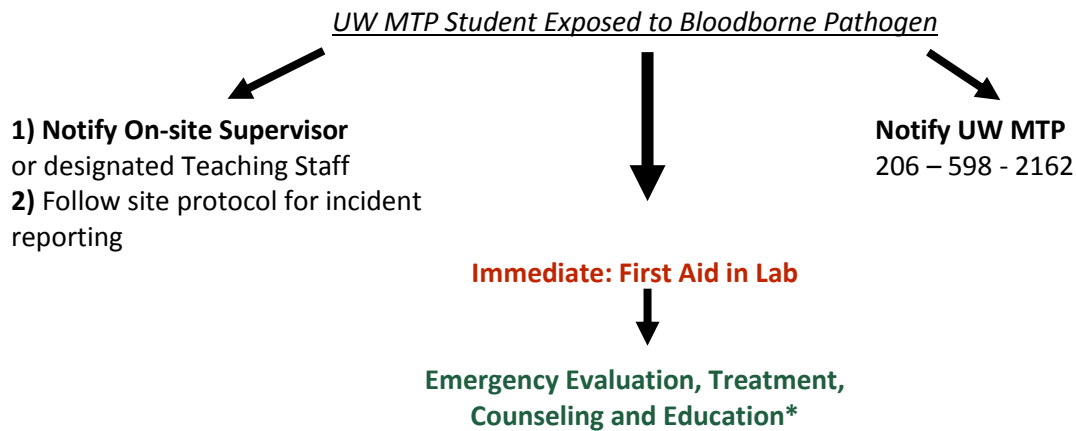 UW MTP Student Exposed to Bloodborne Pathogen
1) Notify On-site Supervisor
or designated Teaching Staff
2) Follow site protocol for incident
reporting
Notify UW MTP
206 – 598 - 2162
Immediate: First Aid in Lab
Emergency Evaluation, Treatment,
Counseling and Education*